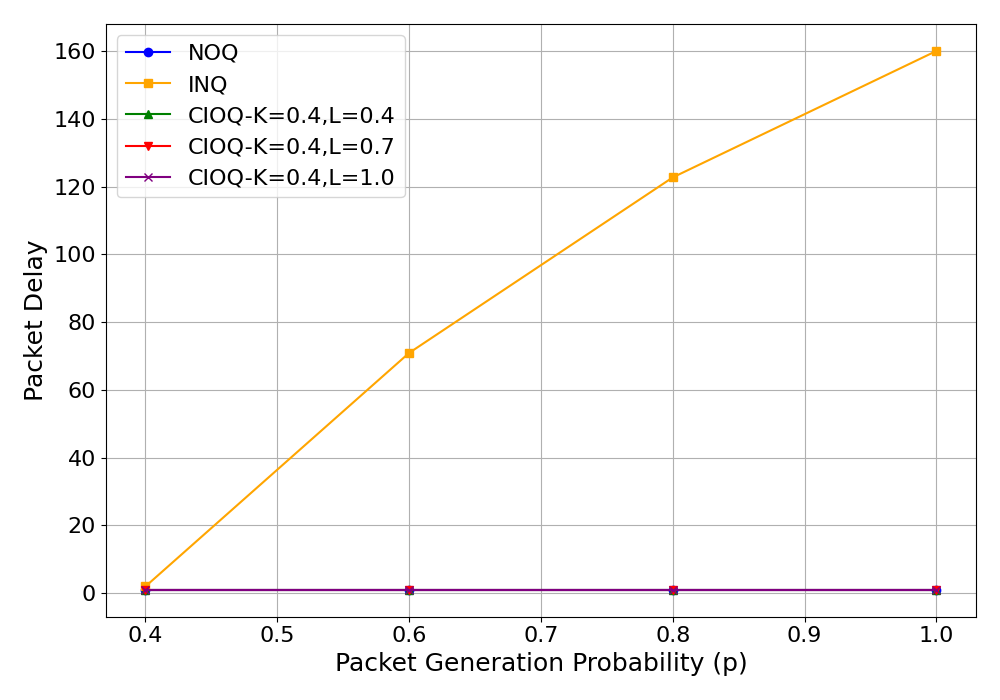 NOQ
INQ
CIOQ-K=0.4,L=0.4
CIOQ-K=0.4,L=0.7
CIOQ-K=0.4,L=1.0
Packet Delay
160
140
120
100
80
60
40
20
0
0.4 0.5 0.6 0.7 0.8 0.9 1.0
Packet Generation Probability (p)